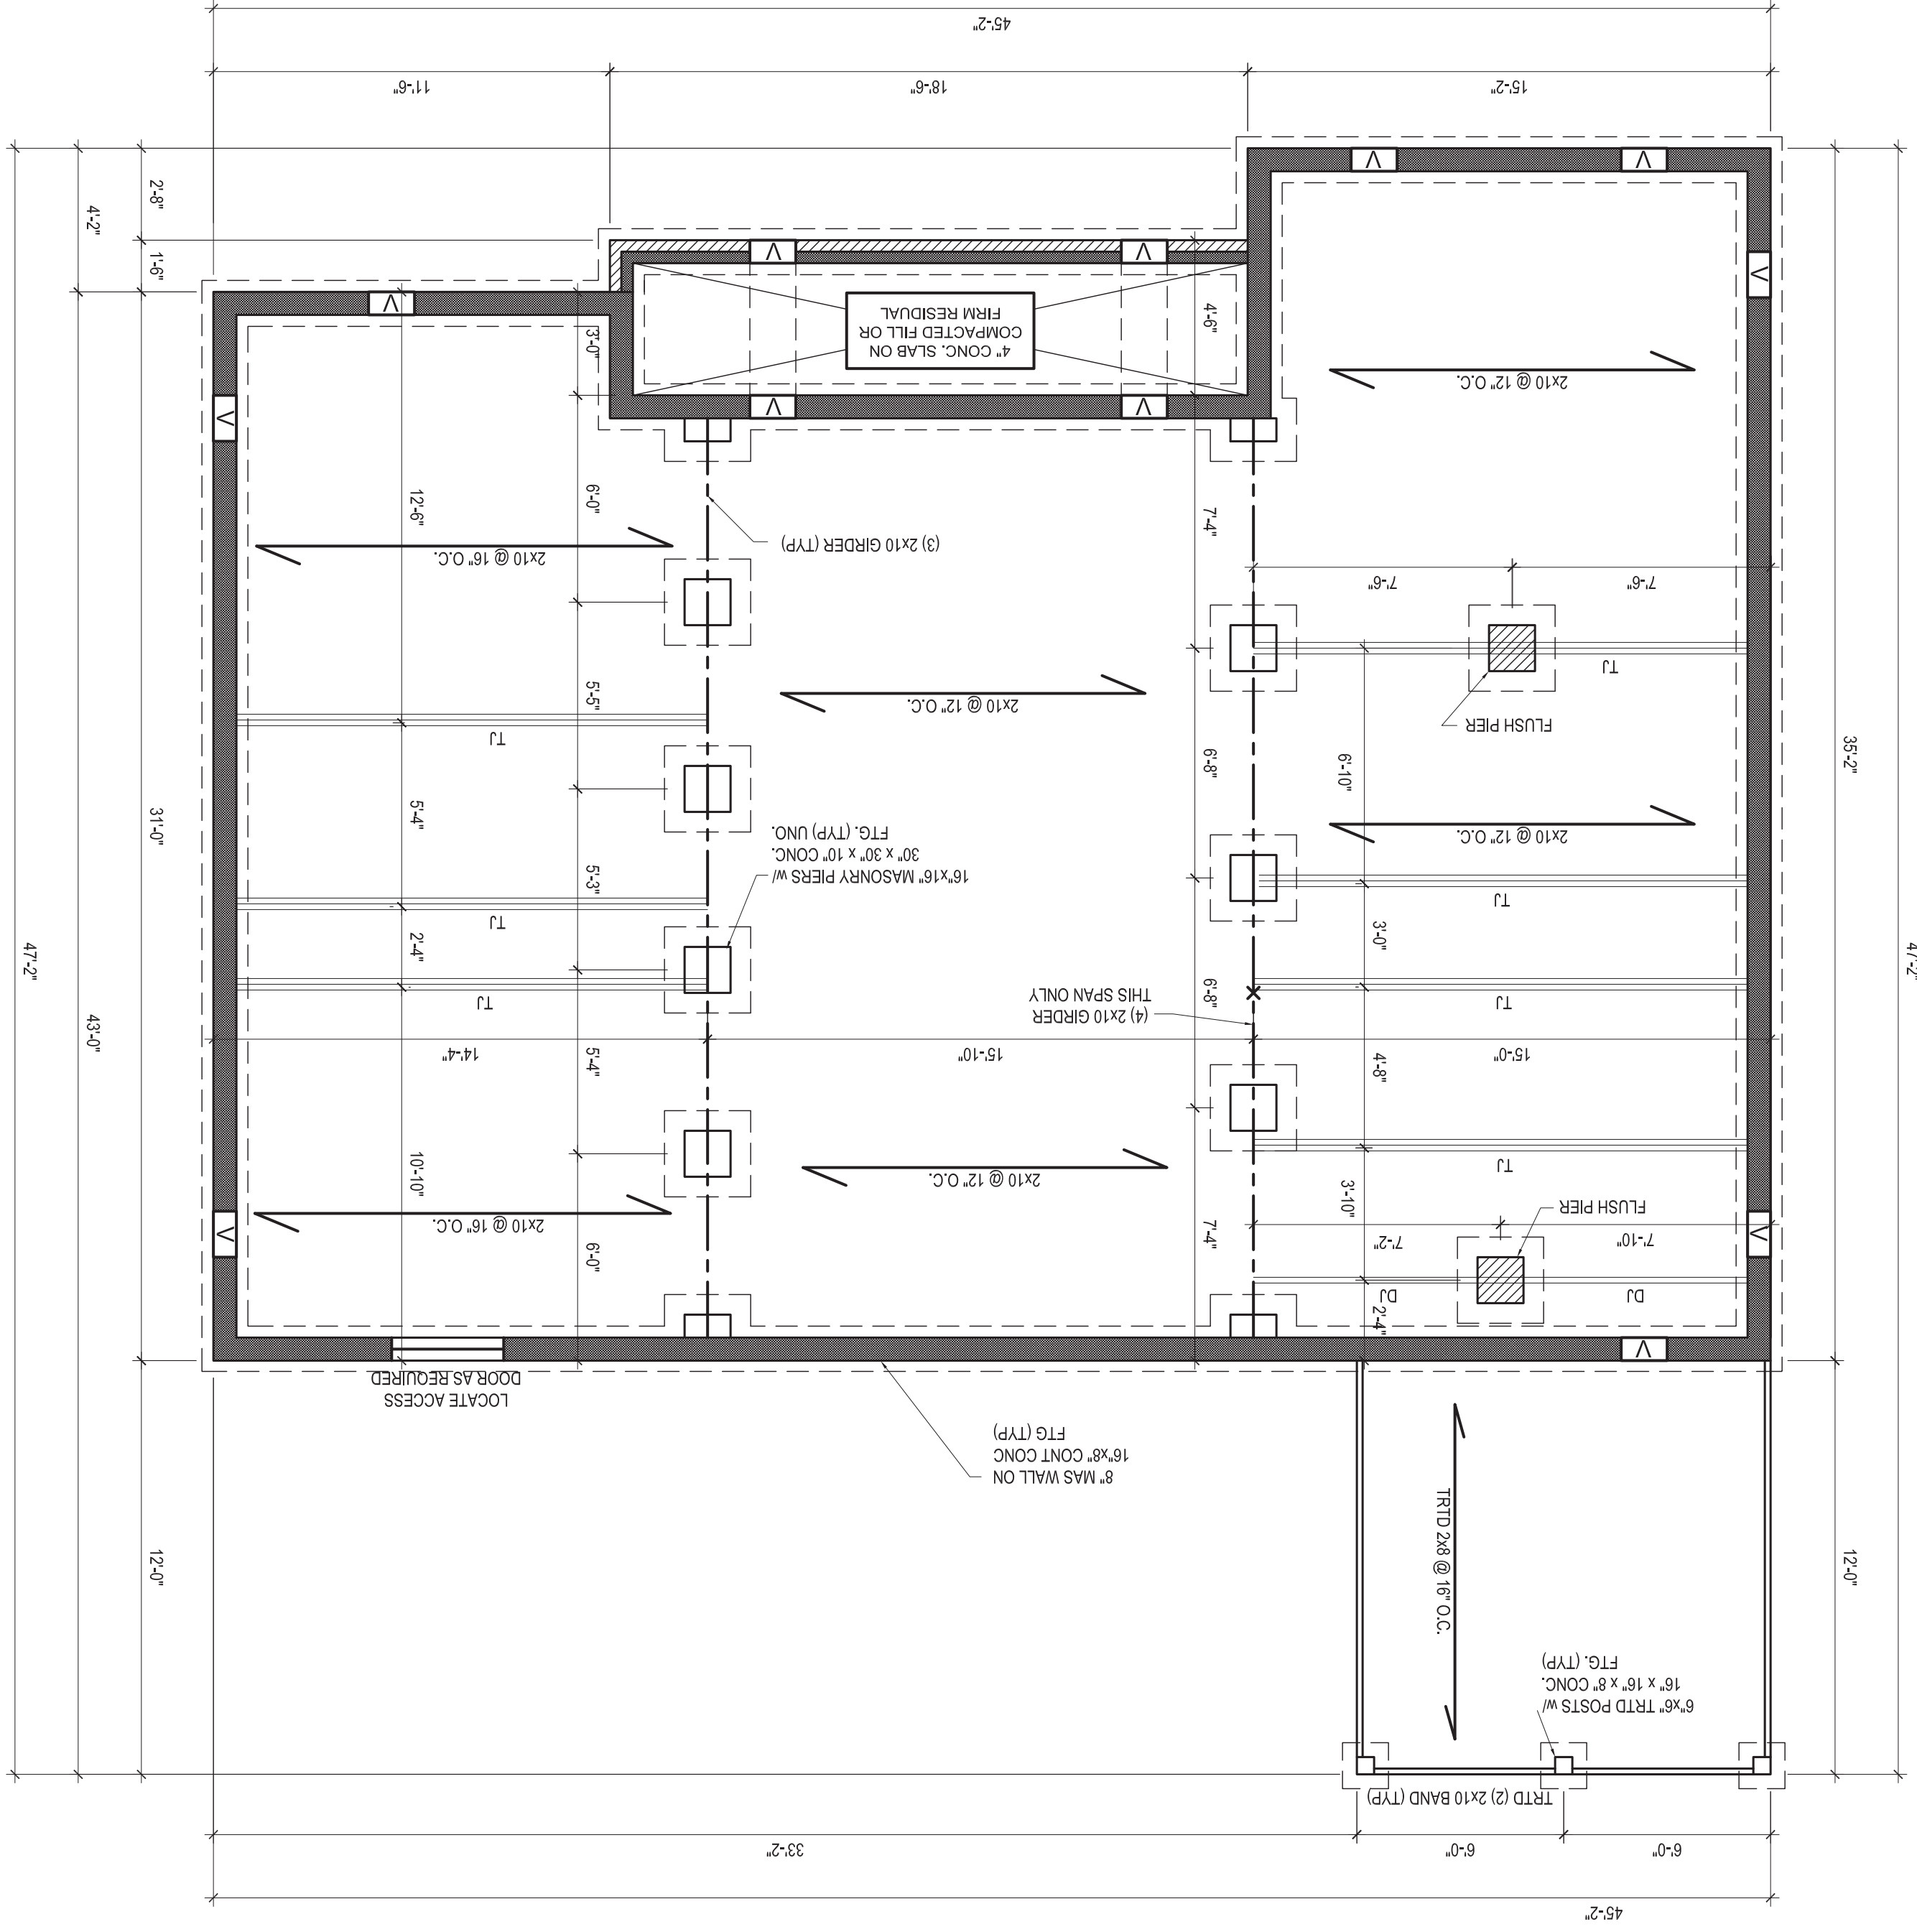 45'-2"
6'-0"
6'-0"
33'-2"
TRTD (2) 2x10 BAND (TYP)
6"x6" TRTD POSTS W/
16" x 16" x 8" CONC.
FTG. (TYP)
12'-0"
TRTD 2x8 @ 16" O.C.
12'-0"
8" MAS WALL ON
16"x8" CONT CONC
FTG (TYP)
LOCATE ACCESS
DOOR AS REQUIRED
V
2'-4"
DJ
DJ
V
7'-10"
7'-2"
FLUSH PIER
3'-10"
7'-4"
6'-0"
V
2x10 @ 16" O.C.
10'-10"
2x10 @ 12" O.C.
TJ
4'-8"
15'-0"
15'-10"
14'-4"
5'-4"
(4) 2x10 GIRDER
THIS SPAN ONLY
6'-8"
TJ
TJ
3'-0"
2'-4"
TJ
TJ
16"x16" MASONRY PIERS W/
30" x 30" x 10" CONC.
FTG. (TYP) UNO.
5'-3"
2x10 @ 12" O.C.
5'-4"
6'-10"
6'-8"
47'-2"
35'-2"
31'-0"
43'-0"
47'-2"
FLUSH PIER
TJ
TJ
5'-5"
2x10 @ 12" O.C.
7'-6"
7'-6"
(3) 2x10 GIRDER (TYP)
2x10 @ 16" O.C.
7'-4"
6'-0"
12'-6"
V
V
V
2x10 @ 12" O.C.
4" CONC. SLAB ON
COMPACTED FILL OR
FIRM RESIDUAL
4'-6"
3'-0"
V
V
1'-6"
V
V
4'-2"
2'-8"
V
V
15'-2"
18'-6"
11'-6"
45'-2"